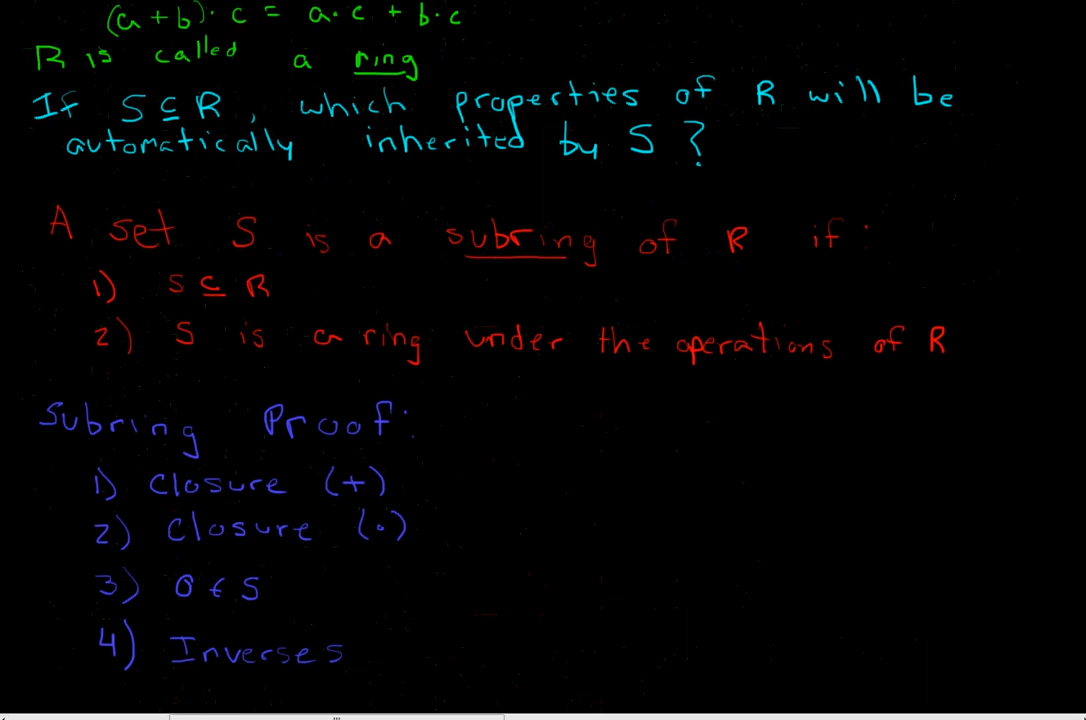 (a + b) · c = a · c + b · c
R is called a ring
If S ⊆ R, which properties of R will be
automatically inherited by S ?
A set S is a subring of R if :
1) S ⊆ R
2) S is a ring under the operations of R
Subring Proof:
1) Closure (+)
2) Closure (·)
3) 0 ∈ S
4) Inverses